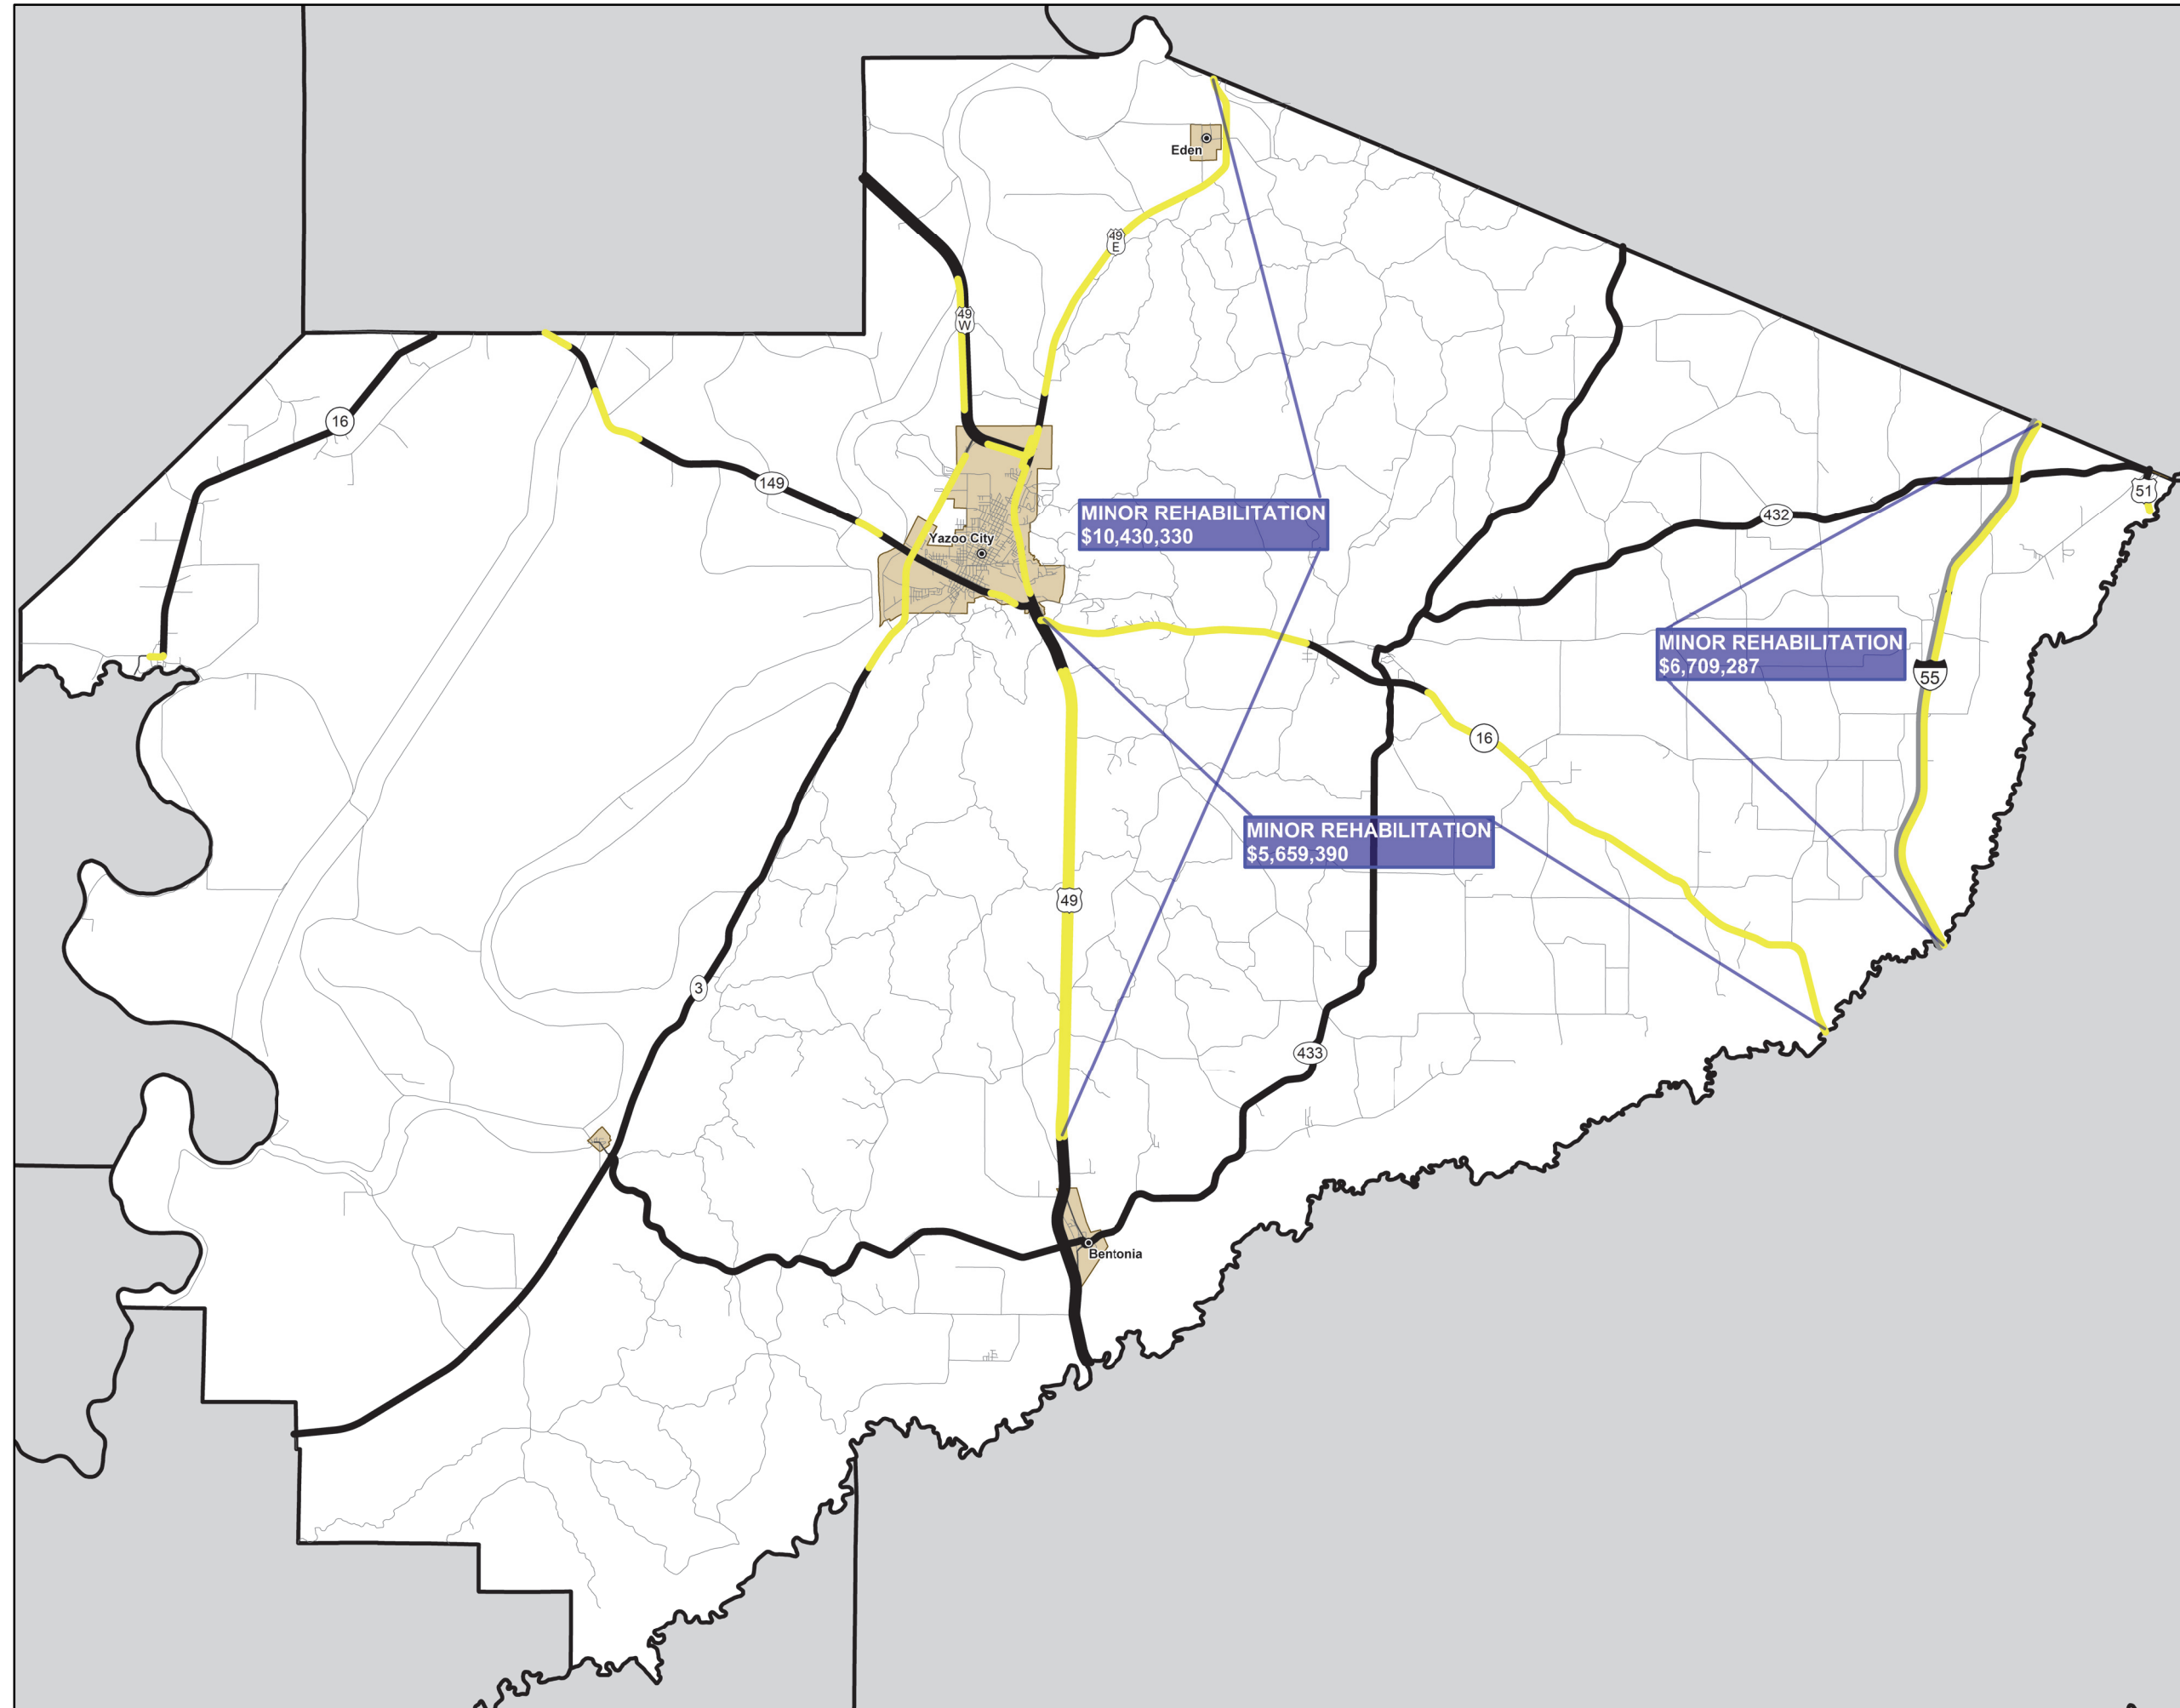 Eden
49
E
49
W
16
149
51
432
MINOR REHABILITATION
$10,430,330
Yazoo City
MINOR REHABILITATION
$6,709,287
55
16
MINOR REHABILITATION
$5,659,390
49
3
433
Bentonia